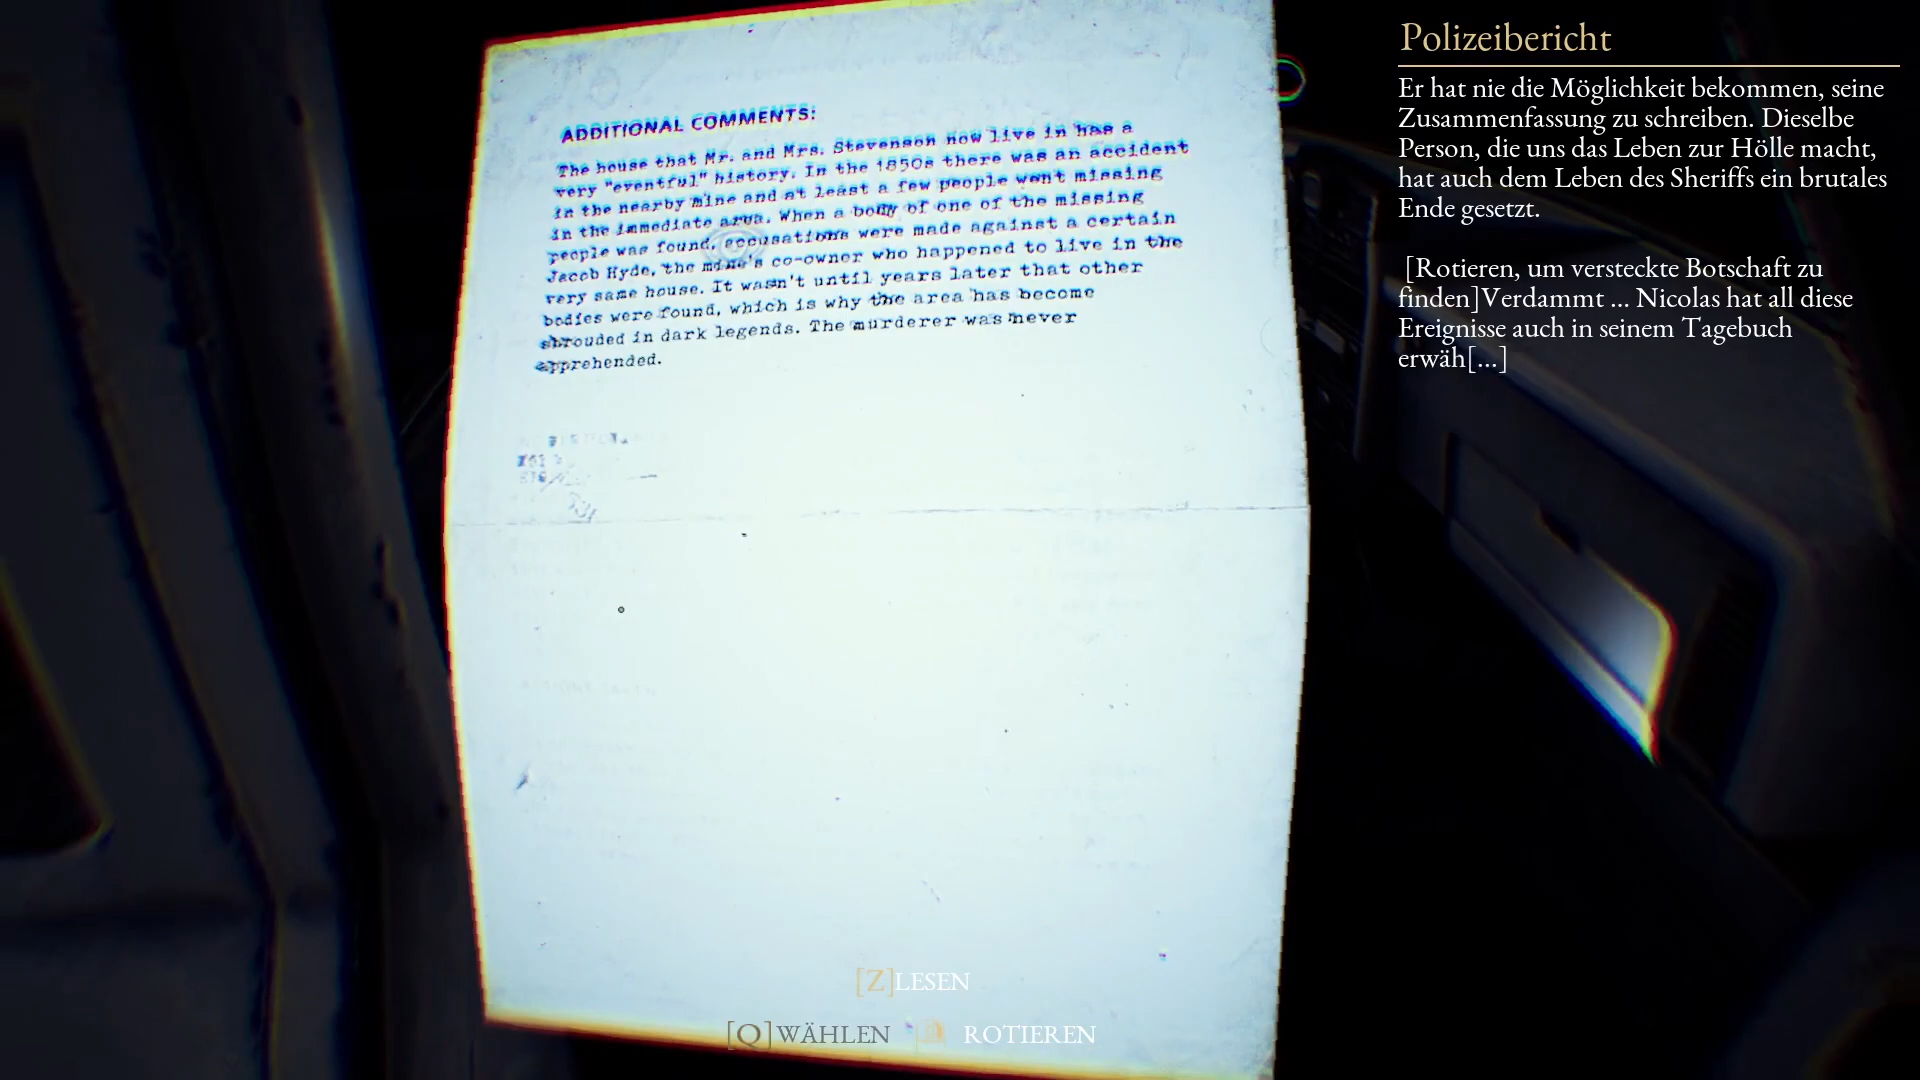 ADDITIONAL COMMENTS:
The house that Mr. and Mrs. Stevenson now live in has a
very "eventful" history. In the 1850s there was an accident
in the nearby mine and at least a few people went missing
in the immediate area. When a body of one of the missing
people was found, accusations were made against a certain
Jacob Hyde, the mine's co-owner who happened to live in the
very same house. It wasn't until years later that other
bodies were found, which is why the area has become
shrouded in dark legends. The murderer was never
apprehended.
Polizeibericht
Er hat nie die Möglichkeit bekommen, seine
Zusammenfassung zu schreiben. Dieselbe
Person, die uns das Leben zur Hölle macht,
hat auch dem Leben des Sheriffs ein brutales
Ende gesetzt.
[Rotieren, um versteckte Botschaft zu
finden]Verdammt ... Nicolas hat all diese
Ereignisse auch in seinem Tagebuch
erwäh[...]
[Z]LESEN
[Q]WÄHLEN ROTIEREN